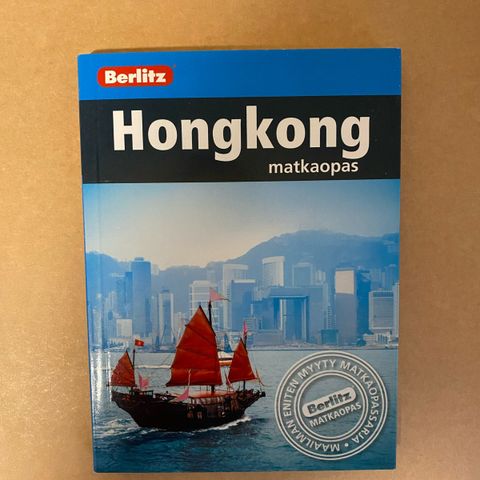 Berlitz
Hongkong
matkaopas
MAAILMAN ENITEN MYYTY MATKAOPASSARJA •
Berlitz
MATKAOPAS